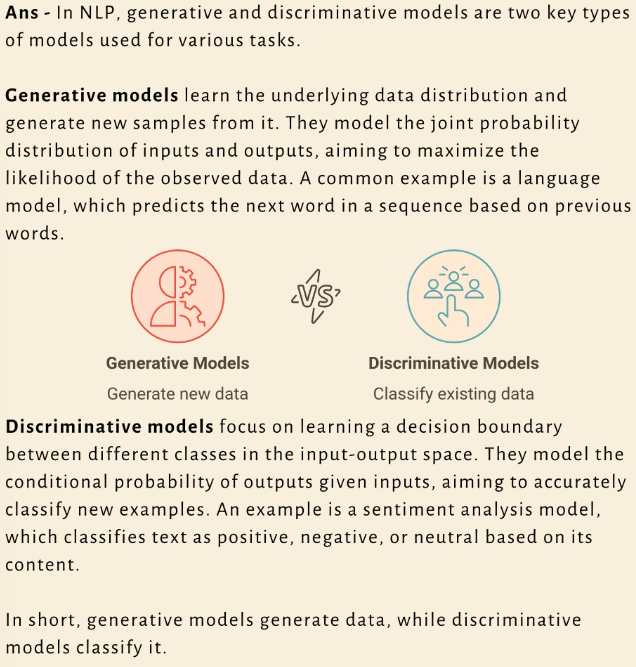 Ans - In NLP, generative and discriminative models are two key types
of models used for various tasks.
Generative models learn the underlying data distribution and
generate new samples from it. They model the joint probability
distribution of inputs and outputs, aiming to maximize the
likelihood of the observed data. A common example is a language
model, which predicts the next word in a sequence based on previous
words.
VS
Generative Models
Generate new data
Discriminative Models
Classify existing data
Discriminative models focus on learning a decision boundary
between different classes in the input-output space. They model the
conditional probability of outputs given inputs, aiming to accurately
classify new examples. An example is a sentiment analysis model,
which classifies text as positive, negative, or neutral based on its
content.
In short, generative models generate data, while discriminative
models classify it.